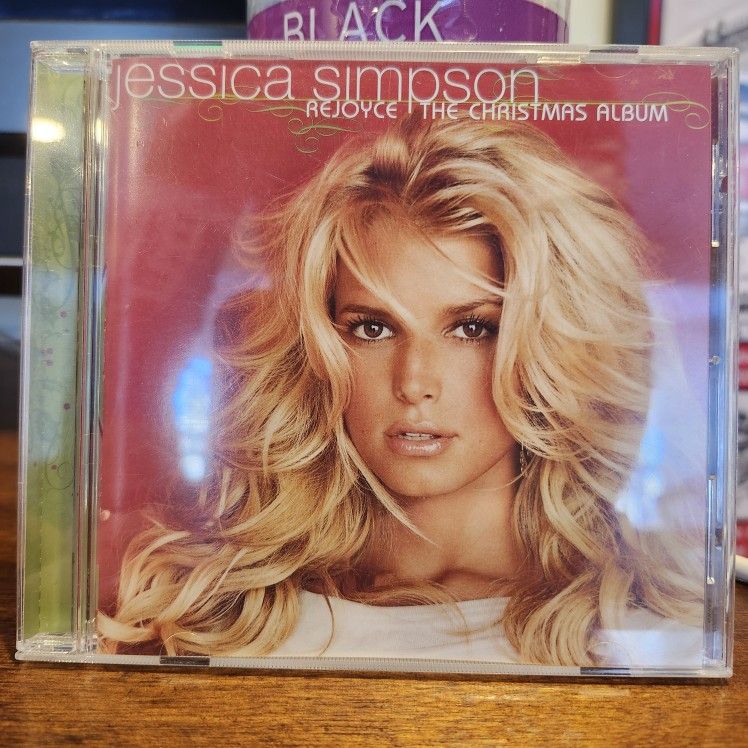 BLACK
jessica simpson
REJOYCE THE CHRISTMAS ALBUM